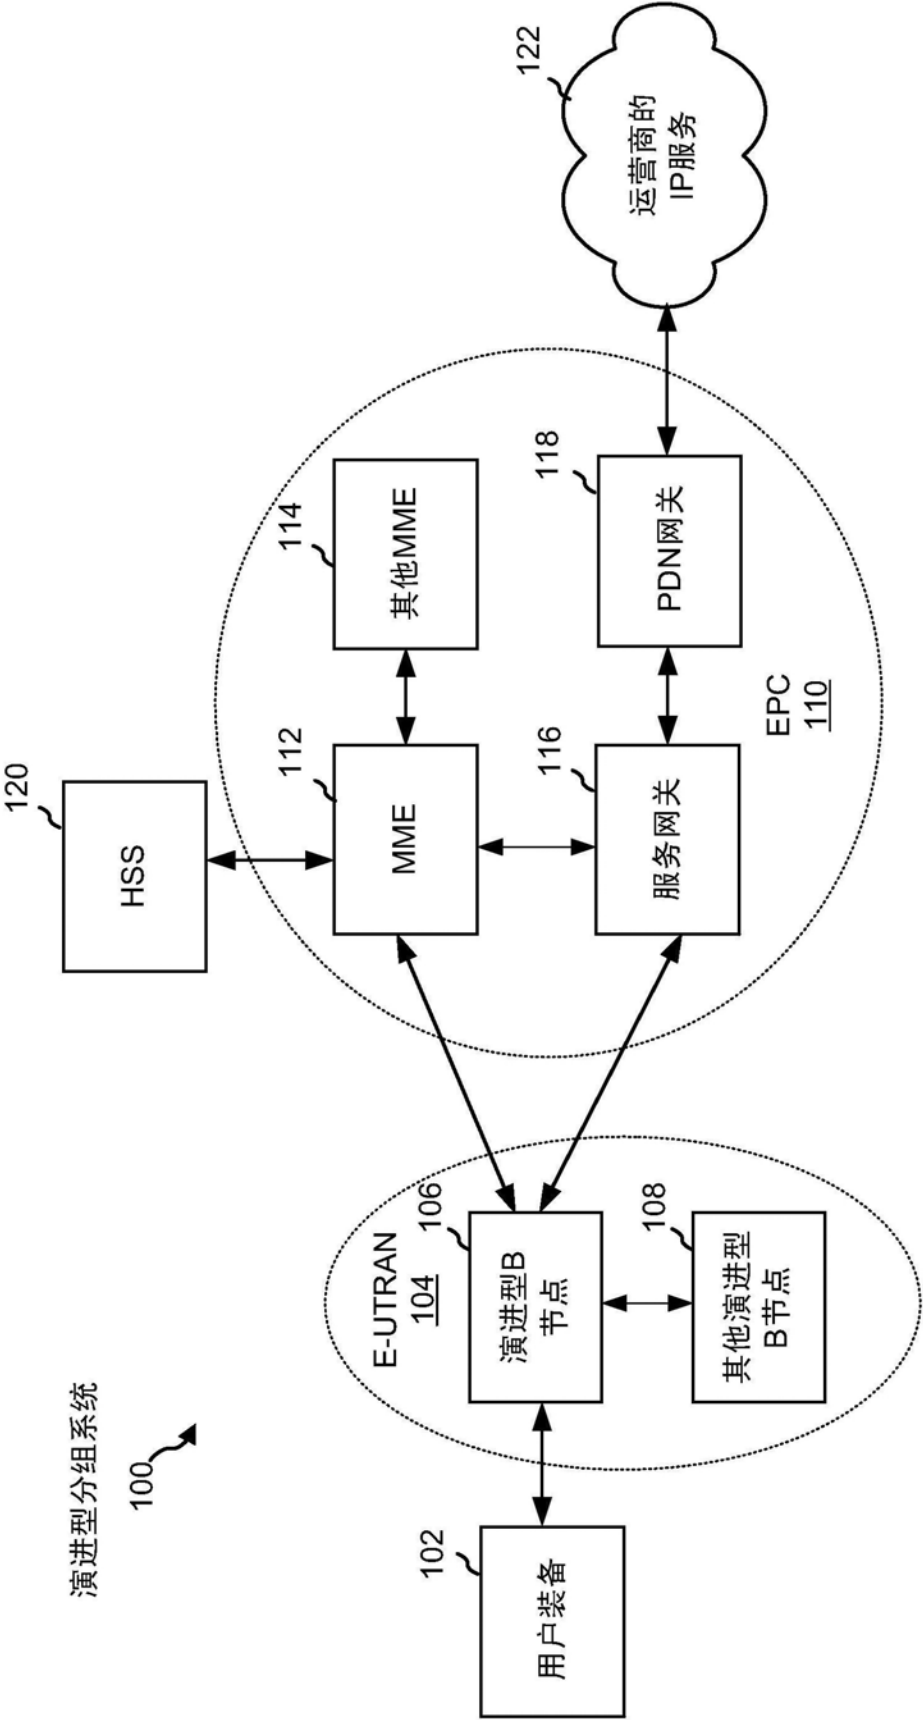 演进型分组系统
100
120
HSS
102
用户装备
E-UTRAN
104
106
演进型B
节点
108
其他演进型
B节点
112
MME
114
其他MME
116
服务网关
118
PDN网关
EPC
110
122
运营商的
IP服务